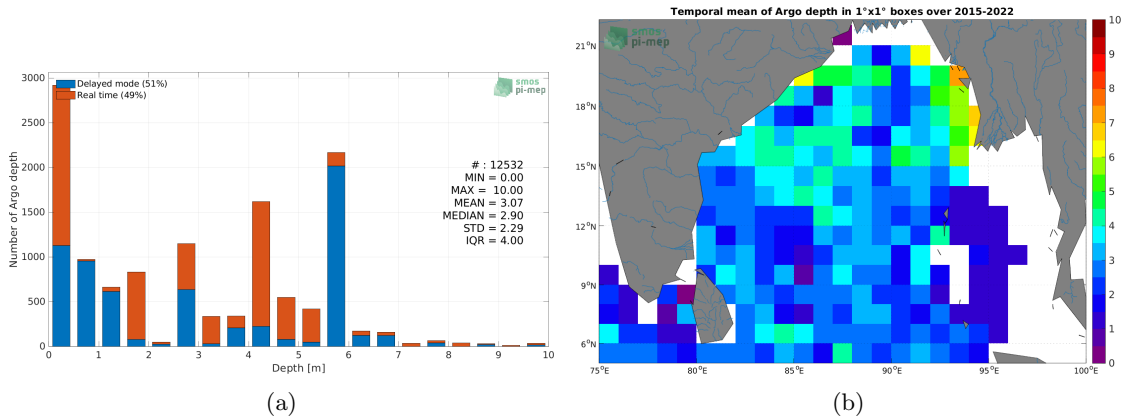 3000
2500
2000
1500
1000
500
0
Number of Argo depth
Delayed mode (51%)
Real time (49%)
smos
pi-mep
# : 12532
MIN = 0.00
MAX = 10.00
MEAN = 3.07
MEDIAN = 2.90
STD = 2.29
IQR = 4.00
0 1 2 3 4 5 6 7 8 9 10
Depth [m]
(a)
Temporal mean of Argo depth in 1°x1° boxes over 2015-2022
smos
pi-mep
21°N
18°N
15°N
12°N
9°N
6°N
75°E 80°E 85°E 90°E 95°E 100°E
10
9
8
7
6
5
4
3
2
1
0
(b)